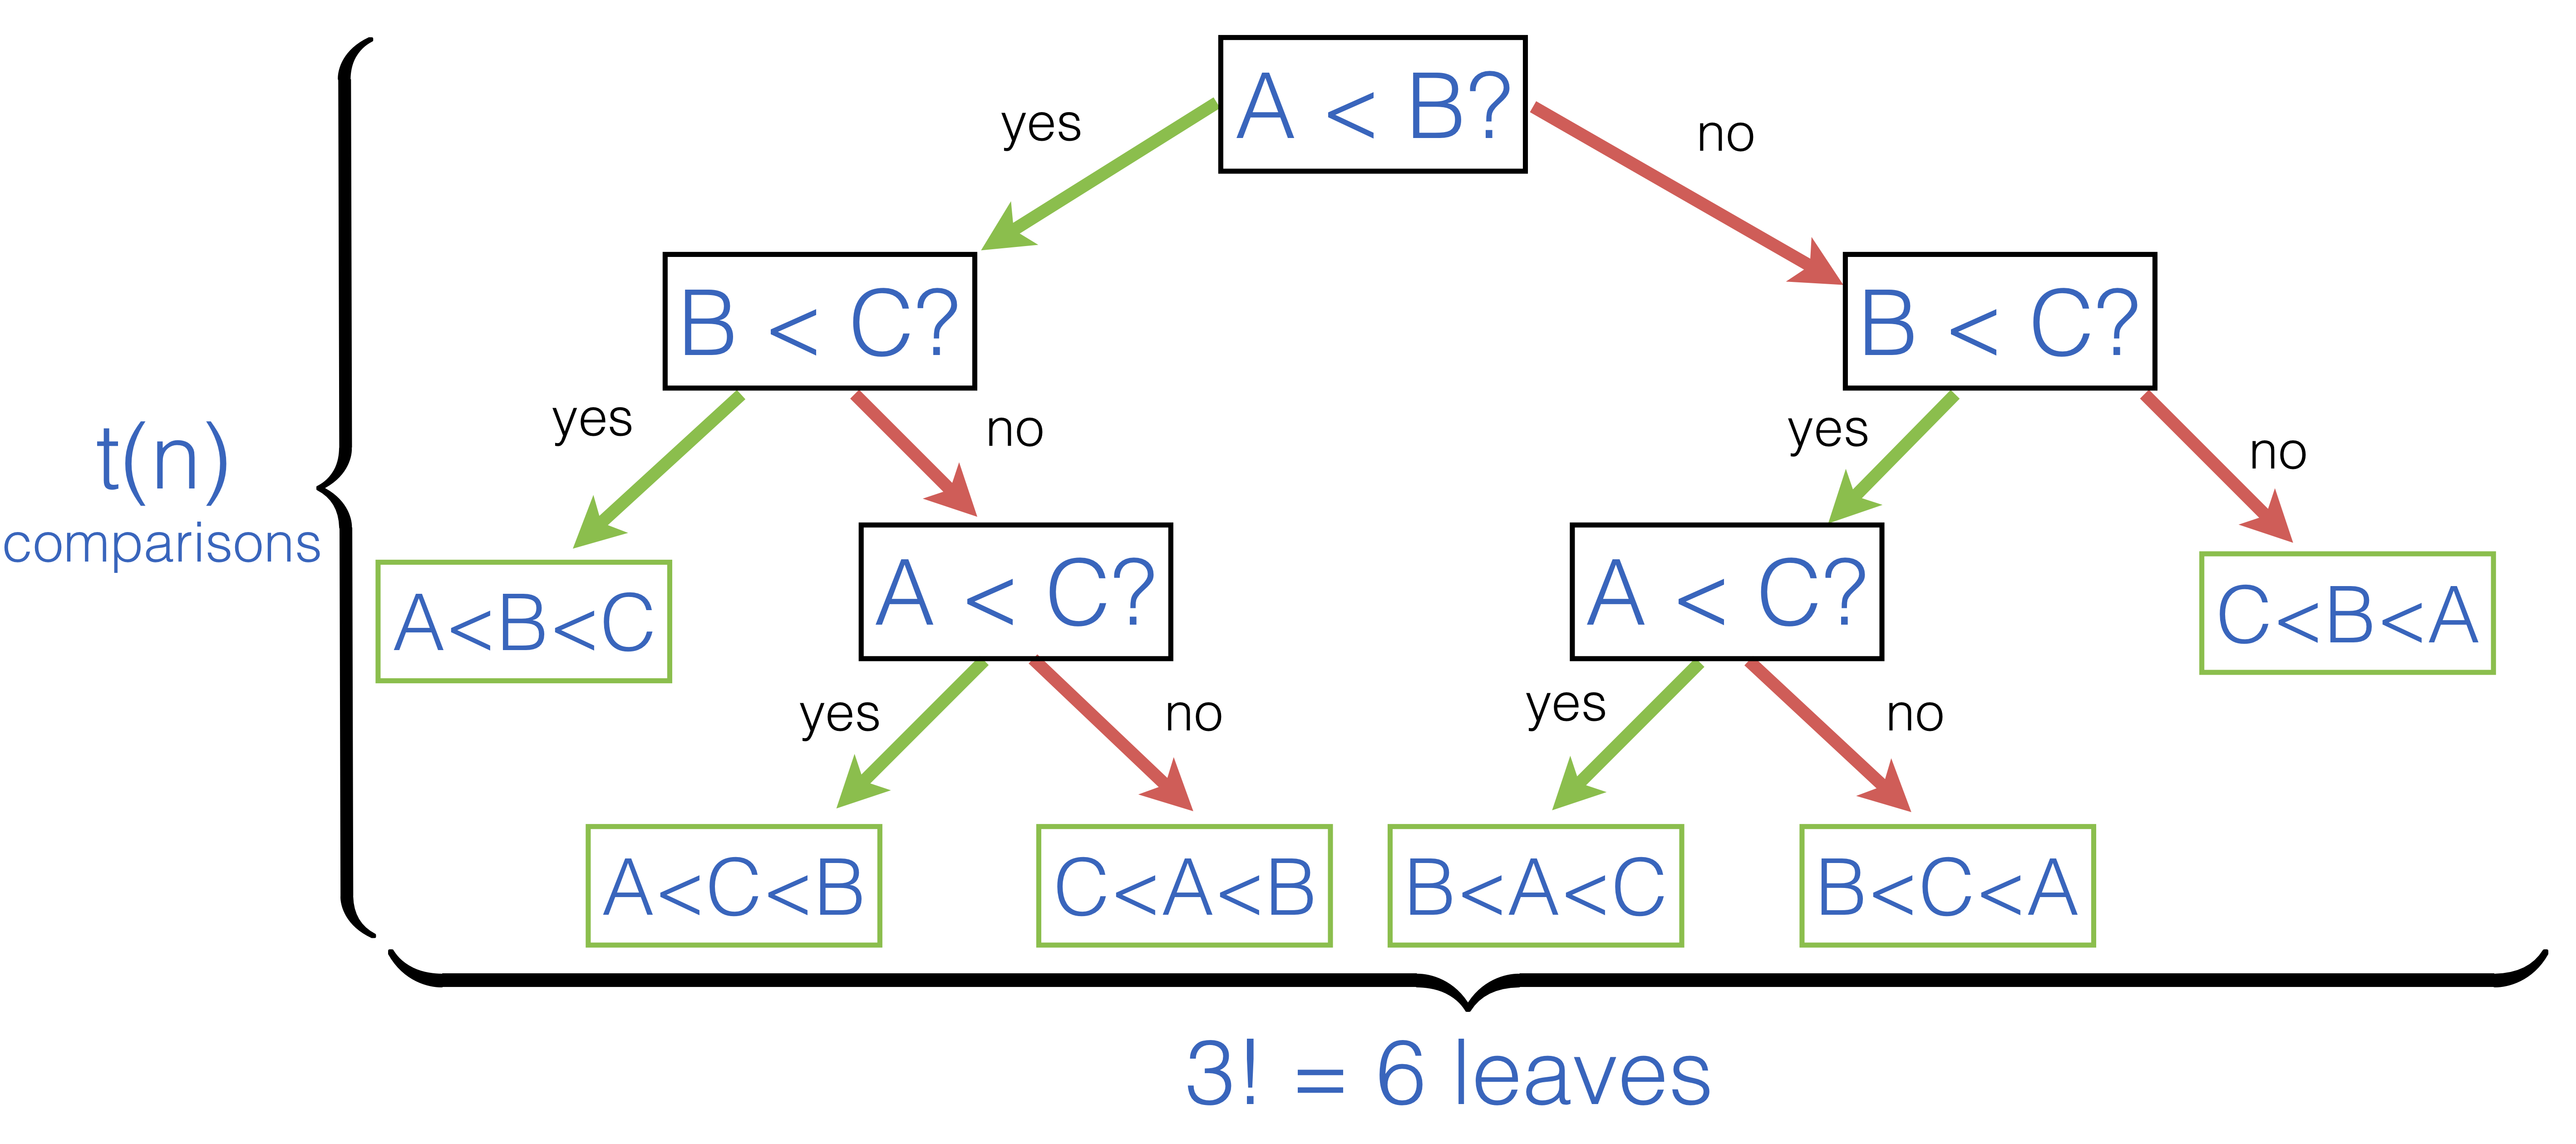 A < B?
yes
no
B < C?
B < C?
yes
no
yes
no
t(n)
comparisons
A<B<C
A < C?
A < C?
C<B<A
yes
no
yes
no
A<C<B
C<A<B
B<A<C
B<C<A
3! = 6 leaves